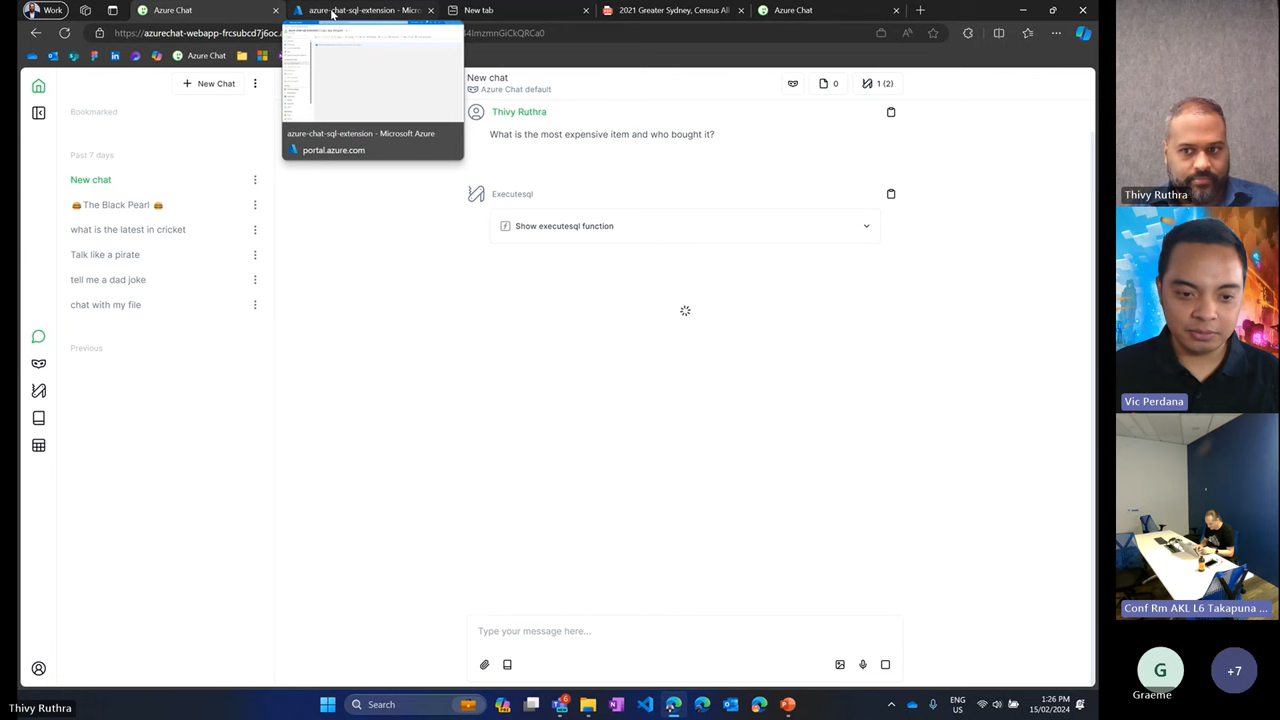 Work
Azure Chat
azure-chat-sql-extension - Micro
New tab
2021 Greater Sydney, Census A
Azure Chat
http://azurechat-webapp-frsubcd7j6oc.
44mzmrmolkIQRCa0
Azure Chat
azure-chat-sql-extension - Microsoft Azure
portal.azure.com
New Chat
Bookmarked
Past 7 days
New chat
🍔 The Black Pearl 🍔
what is the latest in cricket
Talk like a pirate
tell me a dad joke
chat with my file
Previous
New chat
Azure Chat default
1 (2)
Thivy Ruthra
What is the most expensive item and who bought it?
Executesql
Show executesql function
Type your message here...
Thivy Ruthra
Vic Perdana
Conf Rm AKL L6 Takapuna ...
G
Graeme
+7
Thivy Ruthra
Search
6
ENG
US
1:26 PM
15/02/2024